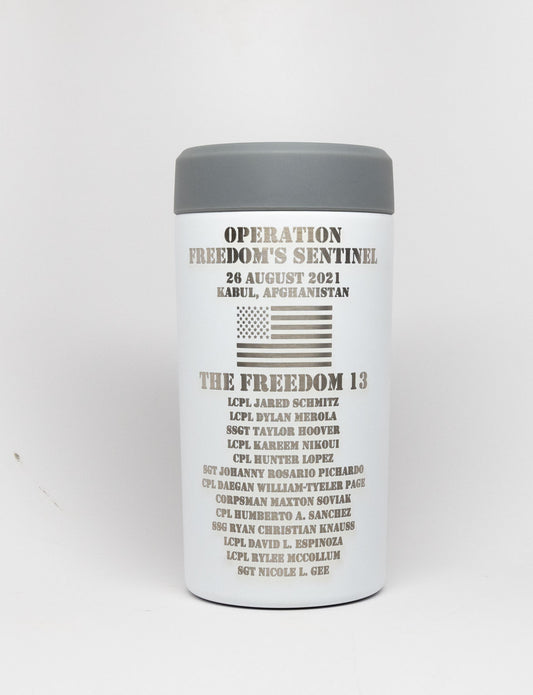 OPERATION
FREEDOM'S SENTINEL
26 AUGUST 2021
KABUL, AFGHANISTAN
THE FREEDOM 13
LCPL JARED SCHMITZ
LCPL DYLAN MEROLA
SSGT TAYLOR HOOVER
LCPL KAREEM NIKOUI
CPL HUNTER LOPEZ
SGT JOHANNY ROSARIO PICHARDO
CPL DAEGAN WILLIAM-TYELER PAGE
CORPSMAN MAXTON SOVIAK
CPL HUMBERTO A. SANCHEZ
SSG RYAN CHRISTIAN KNAUSS
LCPL DAVID L. ESPINOZA
LCPL RYLEE MCCOLLUM
SGT NICOLE L. GEE